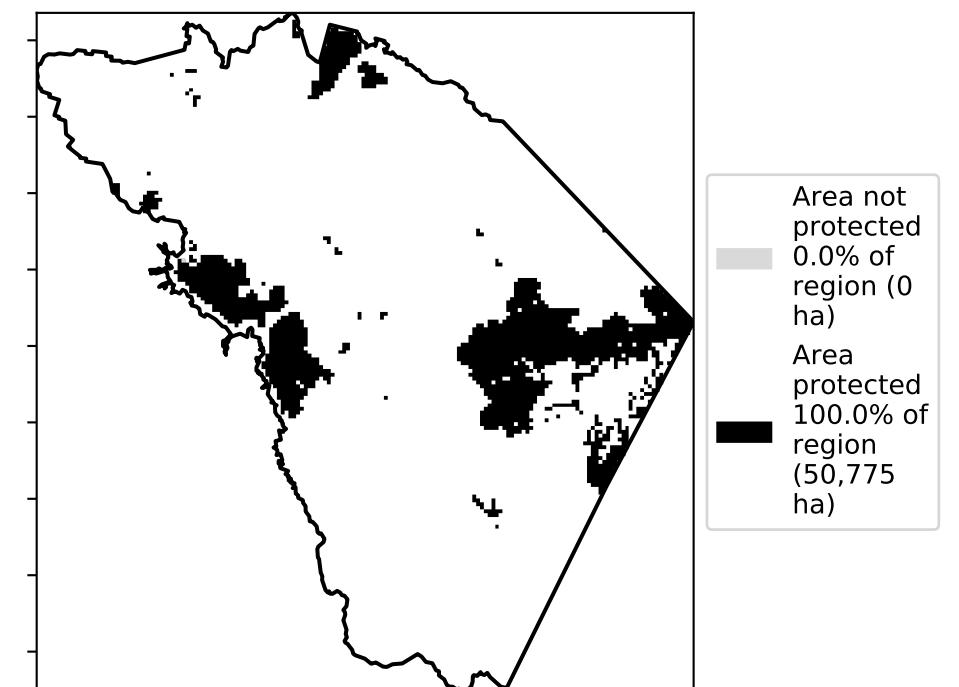 Area not
protected
0.0% of
region (0
ha)
Area
protected
100.0% of
region
(50,775
ha)